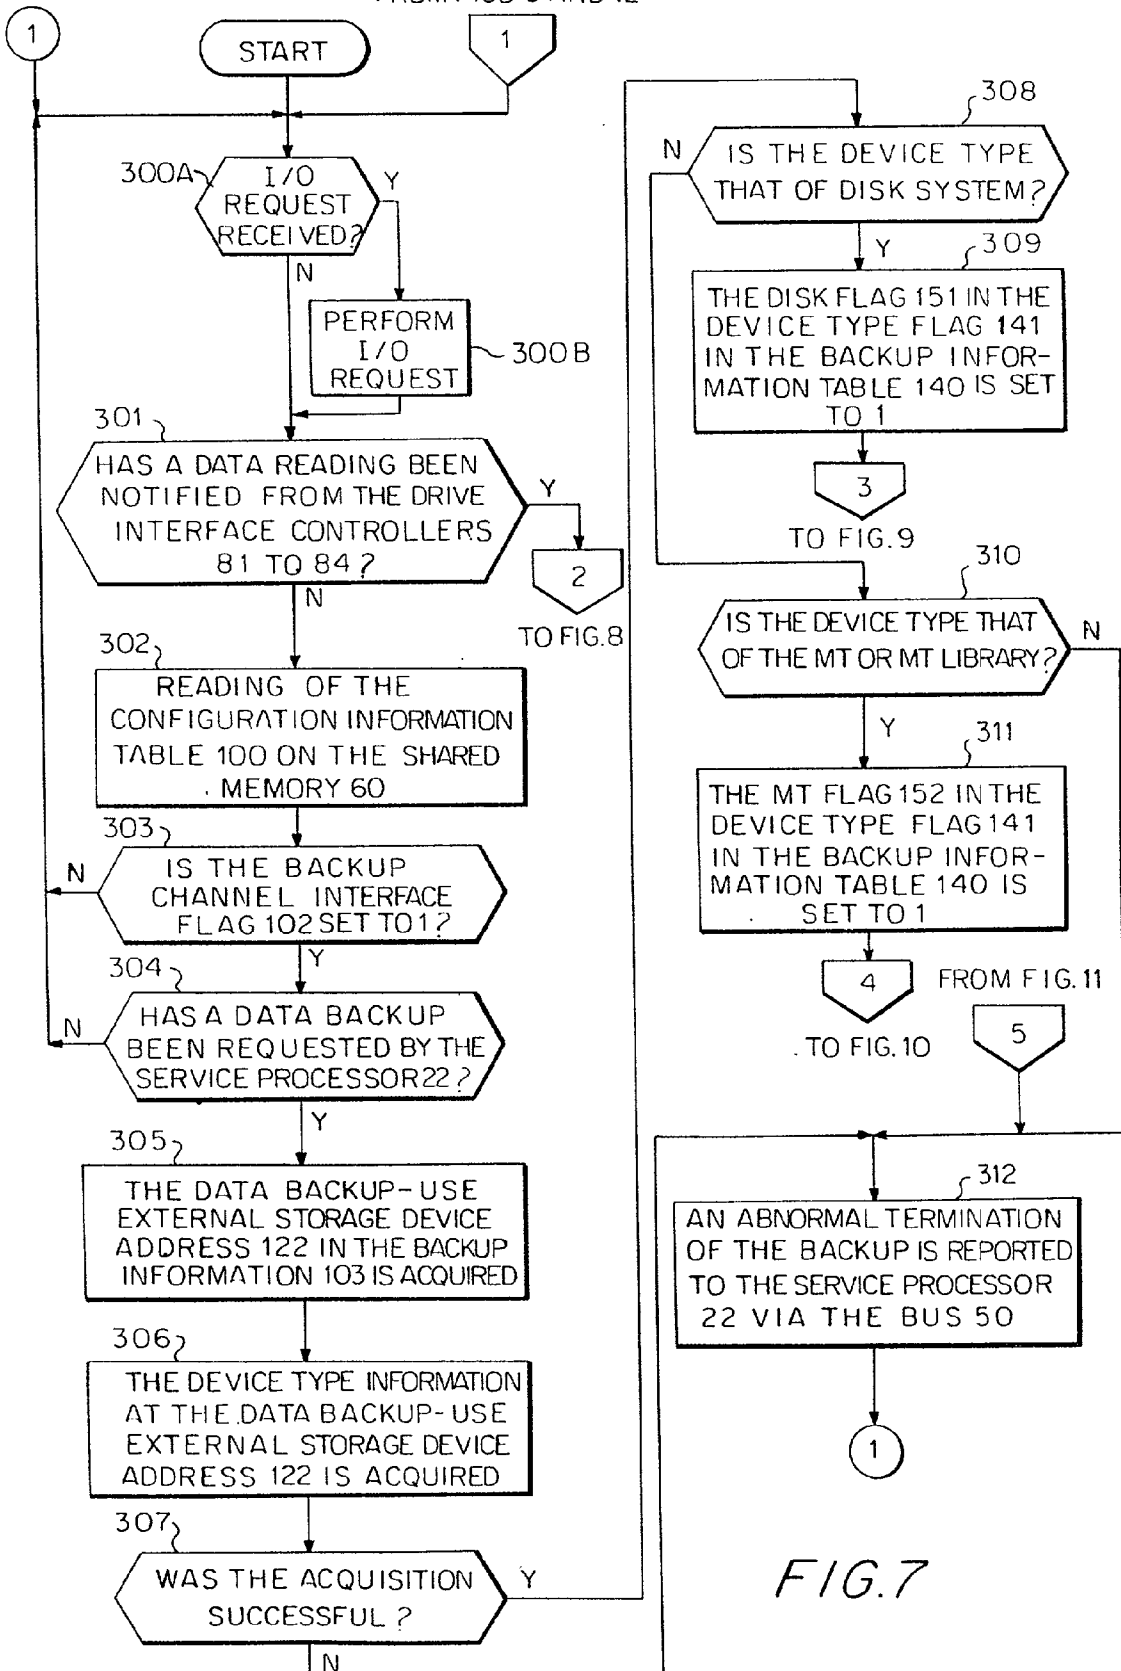 1
START
1
300A
I/O
REQUEST
RECEIVED?
Y
N
PERFORM
I/O
REQUEST
300B
301
HAS A DATA READING BEEN
NOTIFIED FROM THE DRIVE
INTERFACE CONTROLLERS
81 TO 84?
Y
2
TO FIG.8
N
302
READING OF THE
CONFIGURATION INFORMATION
TABLE 100 ON THE SHARED
MEMORY 60
303
IS THE BACKUP
CHANNEL INTERFACE
FLAG 102 SET TO 1?
N
Y
304
HAS A DATA BACKUP
BEEN REQUESTED BY THE
SERVICE PROCESSOR 22?
N
Y
305
THE DATA BACKUP-USE
EXTERNAL STORAGE DEVICE
ADDRESS 122 IN THE BACKUP
INFORMATION 103 IS ACQUIRED
306
THE DEVICE TYPE INFORMATION
AT THE DATA BACKUP-USE
EXTERNAL STORAGE DEVICE
ADDRESS 122 IS ACQUIRED
307
WAS THE ACQUISITION
SUCCESSFUL?
Y
N
308
IS THE DEVICE TYPE
THAT OF DISK SYSTEM?
N
Y
309
THE DISK FLAG 151 IN THE
DEVICE TYPE FLAG 141
IN THE BACKUP INFOR-
MATION TABLE 140 IS SET
TO 1
3
TO FIG.9
310
IS THE DEVICE TYPE THAT
OF THE MT OR MT LIBRARY?
N
Y
311
THE MT FLAG 152 IN THE
DEVICE TYPE FLAG 141
IN THE BACKUP INFOR-
MATION TABLE 140 IS
SET TO 1
4
TO FIG.10
FROM FIG.11
5
312
AN ABNORMAL TERMINATION
OF THE BACKUP IS REPORTED
TO THE SERVICE PROCESSOR
22 VIA THE BUS 50
1
FIG.7